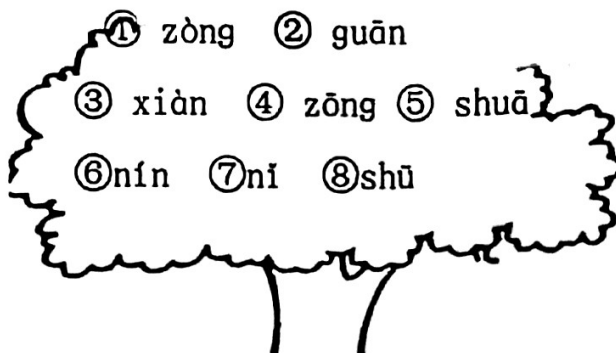 ① zòng ② guān
③ xiàn ④ zōng ⑤ shuā
⑥nín ⑦nǐ ⑧shū